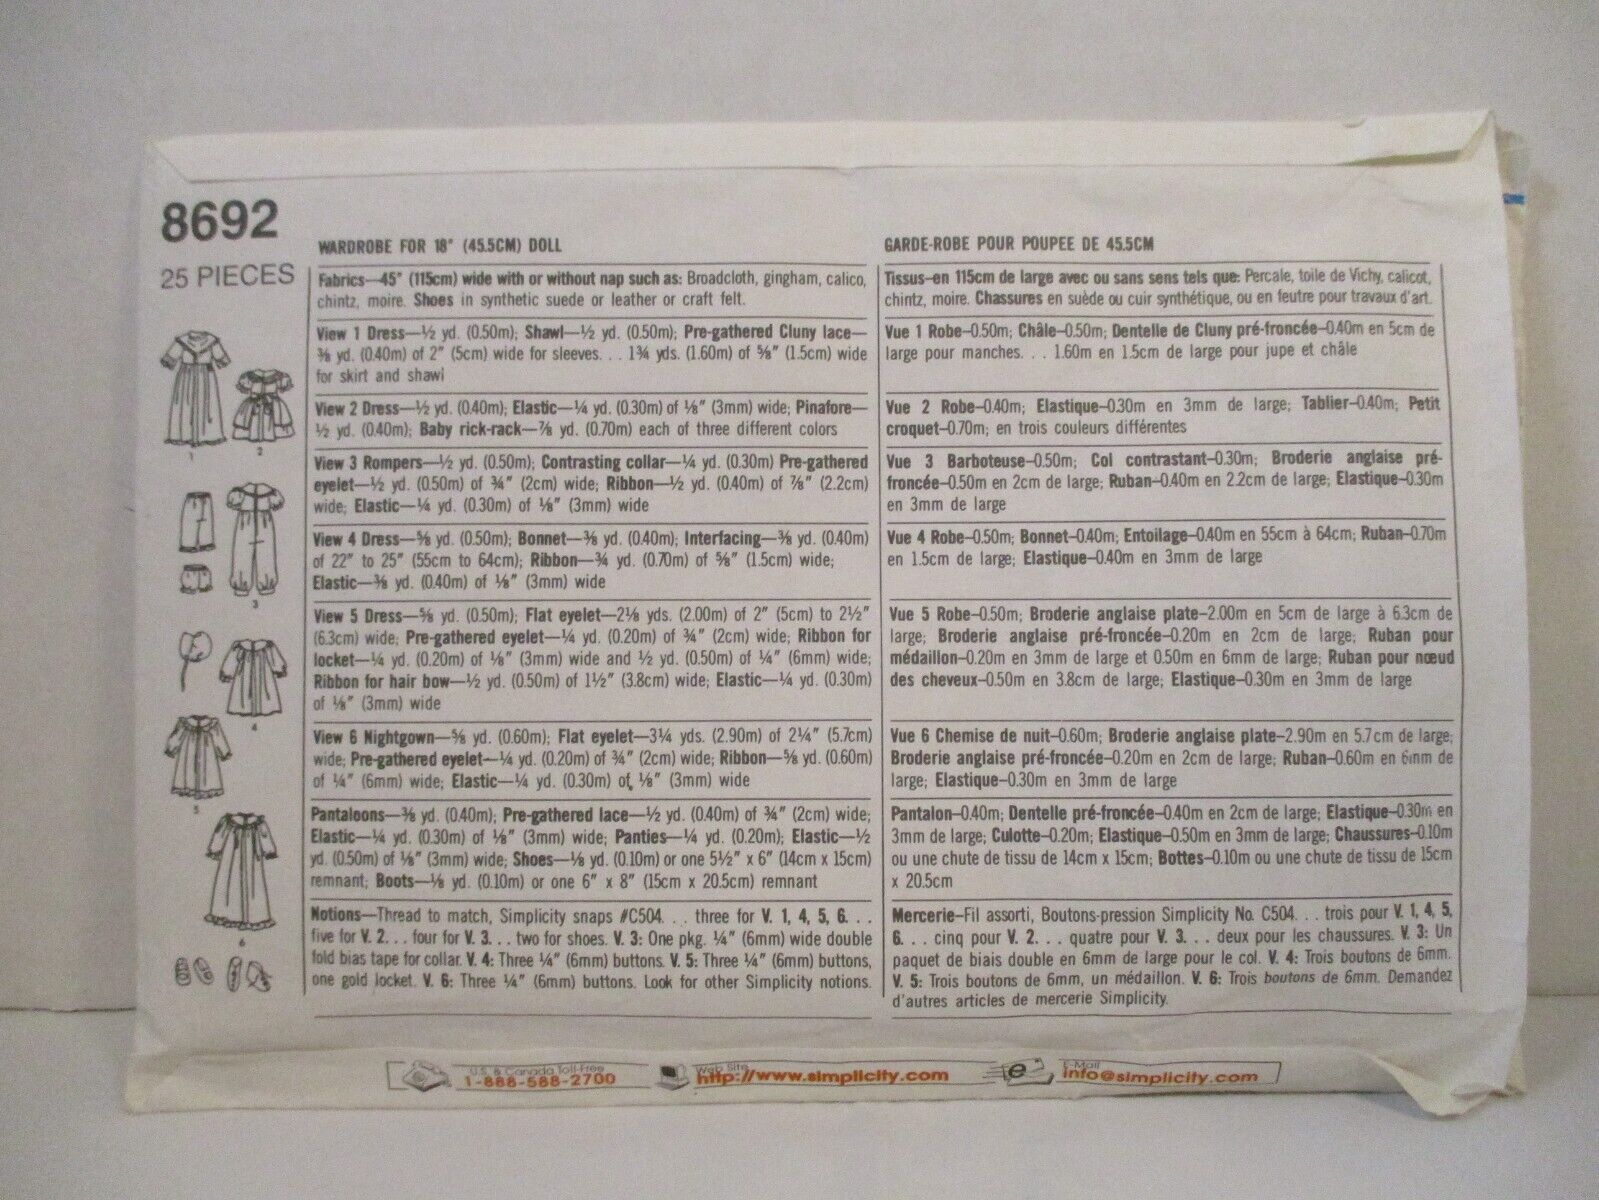 8692
25 PIECES
WARDROBE FOR 18" (45.5CM) DOLL
Fabrics—45" (115cm) wide with or without nap such as: Broadcloth, gingham, calico,
chintz, moire. Shoes in synthetic suede or leather or craft felt.
View 1 Dress—½ yd. (0.50m); Shawl—½ yd. (0.50m); Pre-gathered Cluny lace—
⅜ yd. (0.40m) of 2" (5cm) wide for sleeves. . . 1¾ yds. (1.60m) of ⅝" (1.5cm) wide
for skirt and shawl
View 2 Dress—½ yd. (0.40m); Elastic—¼ yd. (0.30m) of ⅛" (3mm) wide; Pinafore—
½ yd. (0.40m); Baby rick-rack—⅞ yd. (0.70m) each of three different colors
View 3 Rompers—½ yd. (0.50m); Contrasting collar—¼ yd. (0.30m) Pre-gathered
eyelet—½ yd. (0.50m) of ¾" (2cm) wide; Ribbon—½ yd. (0.40m) of ⅞" (2.2cm)
wide; Elastic—¼ yd. (0.30m) of ⅛" (3mm) wide
View 4 Dress—⅝ yd. (0.50m); Bonnet—⅜ yd. (0.40m); Interfacing—⅜ yd. (0.40m)
of 22" to 25" (55cm to 64cm); Ribbon—¾ yd. (0.70m) of ⅝" (1.5cm) wide;
Elastic—⅜ yd. (0.40m) of ⅛" (3mm) wide
View 5 Dress—⅝ yd. (0.50m); Flat eyelet—2⅛ yds. (2.00m) of 2" (5cm) to 2½"
(6.3cm) wide; Pre-gathered eyelet—¼ yd. (0.20m) of ¾" (2cm) wide; Ribbon for
locket—¼ yd. (0.20m) of ⅛" (3mm) wide and ½ yd. (0.50m) of ¼" (6mm) wide;
Ribbon for hair bow—½ yd. (0.50m) of 1½" (3.8cm) wide; Elastic—¼ yd. (0.30m)
of ⅛" (3mm) wide
View 6 Nightgown—⅝ yd. (0.60m); Flat eyelet—3¼ yds. (2.90m) of 2¼" (5.7cm)
wide; Pre-gathered eyelet—¼ yd. (0.20m) of ¾" (2cm) wide; Ribbon—⅝ yd. (0.60m)
of ¼" (6mm) wide; Elastic—¼ yd. (0.30m) of ⅛" (3mm) wide
Pantaloons—⅜ yd. (0.40m); Pre-gathered lace—½ yd. (0.40m) of ¾" (2cm) wide;
Elastic—¼ yd. (0.30m) of ⅛" (3mm) wide; Panties—¼ yd. (0.20m); Elastic—½
yd. (0.50m) of ⅛" (3mm) wide; Shoes—⅛ yd. (0.10m) or one 5½" x 6" (14cm x 15cm)
remnant; Boots—⅛ yd. (0.10m) or one 6" x 8" (15cm x 20.5cm) remnant
Notions—Thread to match, Simplicity snaps #C504. . . three for V. 1, 4, 5, 6. . .
five for V. 2. . . four for V. 3. . . two for shoes. V. 3: One pkg. ¼" (6mm) wide double
fold bias tape for collar. V. 4: Three ¼" (6mm) buttons. V. 5: Three ¼" (6mm) buttons,
one gold locket. V. 6: Three ¼" (6mm) buttons. Look for other Simplicity notions.
GARDE-ROBE POUR POUPEE DE 45.5CM
Tissus–en 115cm de large avec ou sans sens tels que: Percale, toile de Vichy, calicot,
chintz, moire. Chassures en suède ou cuir synthétique, ou en feutre pour travaux d'art.
Vue 1 Robe–0.50m; Châle–0.50m; Dentelle de Cluny pré-froncée–0.40m en 5cm de
large pour manches. . . 1.60m en 1.5cm de large pour jupe et châle
Vue 2 Robe–0.40m; Elastique–0.30m en 3mm de large; Tablier–0.40m; Petit
croquet–0.70m; en trois couleurs différentes
Vue 3 Barboteuse–0.50m; Col contrastant–0.30m; Broderie anglaise pré-
froncée–0.50m en 2cm de large; Ruban–0.40m en 2.2cm de large; Elastique–0.30m
en 3mm de large
Vue 4 Robe–0.50m; Bonnet–0.40m; Entoilage–0.40m en 55cm à 64cm; Ruban–0.70m
en 1.5cm de large; Elastique–0.40m en 3mm de large
Vue 5 Robe–0.50m; Broderie anglaise plate–2.00m en 5cm de large à 6.3cm de
large; Broderie anglaise pré-froncée–0.20m en 2cm de large; Ruban pour
médaillon–0.20m en 3mm de large et 0.50m en 6mm de large; Ruban pour nœud
des cheveux–0.50m en 3.8cm de large; Elastique–0.30m en 3mm de large
Vue 6 Chemise de nuit–0.60m; Broderie anglaise plate–2.90m en 5.7cm de large;
Broderie anglaise pré-froncée–0.20m en 2cm de large; Ruban–0.60m en 6mm de
large; Elastique–0.30m en 3mm de large
Pantalon–0.40m; Dentelle pré-froncée–0.40m en 2cm de large; Elastique–0.30m en
3mm de large; Culotte–0.20m; Elastique–0.50m en 3mm de large; Chaussures–0.10m
ou une chute de tissu de 14cm x 15cm; Bottes–0.10m ou une chute de tissu de 15cm
x 20.5cm
Mercerie–Fil assorti, Boutons-pression Simplicity No. C504. . . trois pour V. 1, 4, 5,
6. . . cinq pour V. 2. . . quatre pour V. 3. . . deux pour les chaussures. V. 3: Un
paquet de biais double en 6mm de large pour le col. V. 4: Trois boutons de 6mm.
V. 5: Trois boutons de 6mm, un médaillon. V. 6: Trois boutons de 6mm. Demandez
d'autres articles de mercerie Simplicity.
1
2
3
4
5
6
U.S. & Canada Toll-Free
1-888-588-2700
Web Site
http://www.simplicity.com
E-Mail
info@simplicity.com